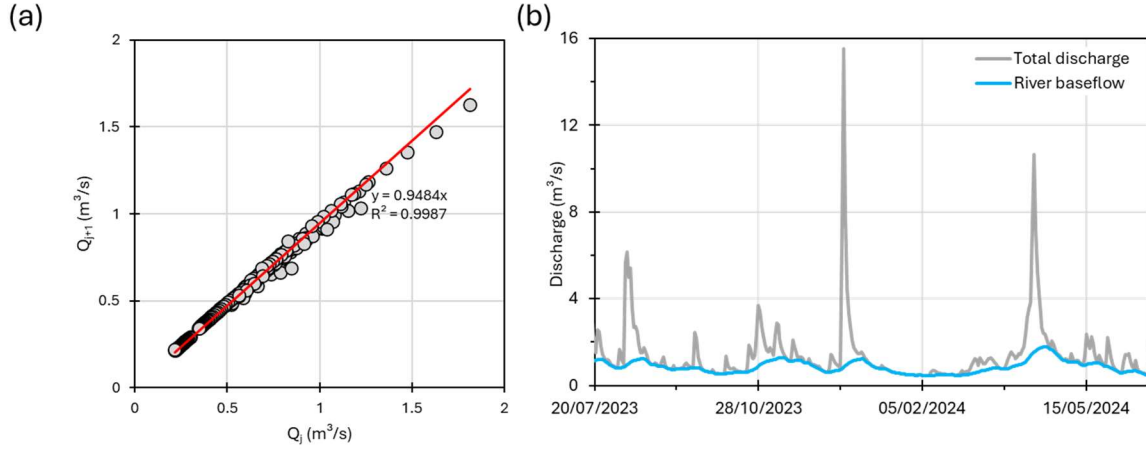 (a)
2
1.5
1
0.5
0
0
0.5
1
1.5
2
Q_{j+1} (m³/s)
Q_j (m³/s)
y = 0.9484x
R² = 0.9987
(b)
16
12
8
4
0
Discharge (m³/s)
Total discharge
River baseflow
20/07/2023
28/10/2023
05/02/2024
15/05/2024